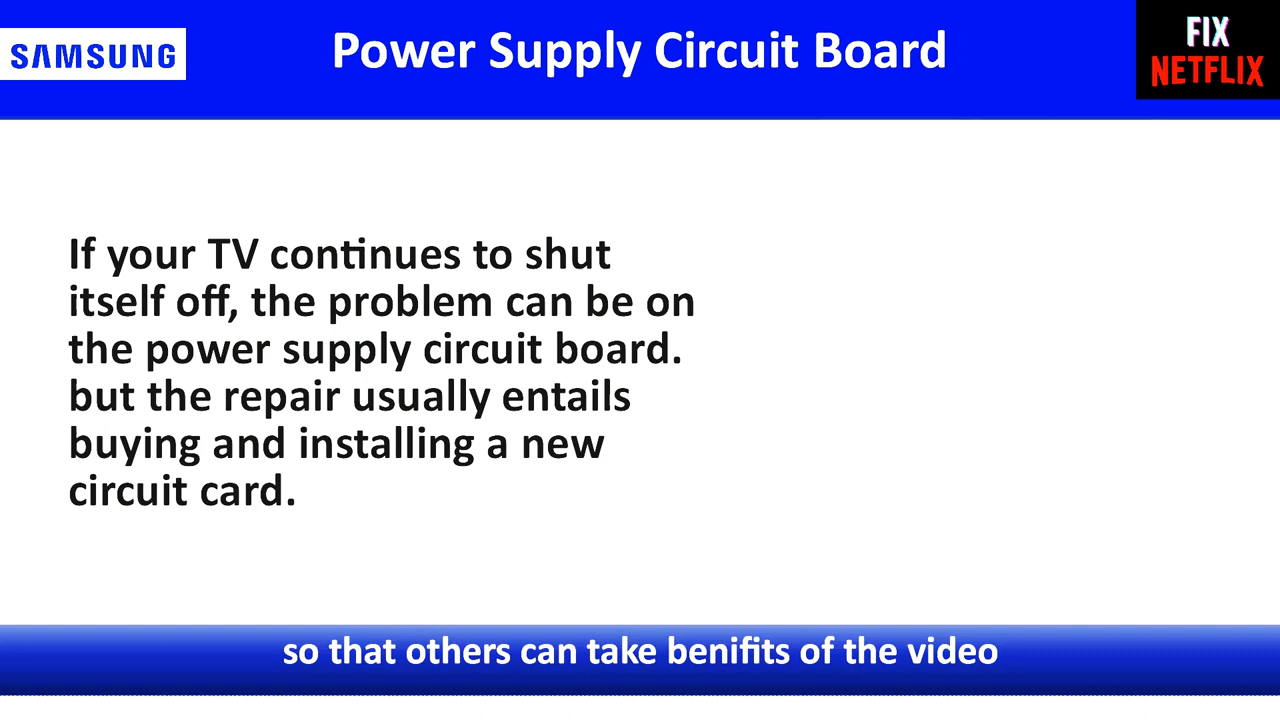 SAMSUNG
Power Supply Circuit Board
FIX
NETFLIX
If your TV continues to shut
itself off, the problem can be on
the power supply circuit board.
but the repair usually entails
buying and installing a new
circuit card.
so that others can take benifits of the video